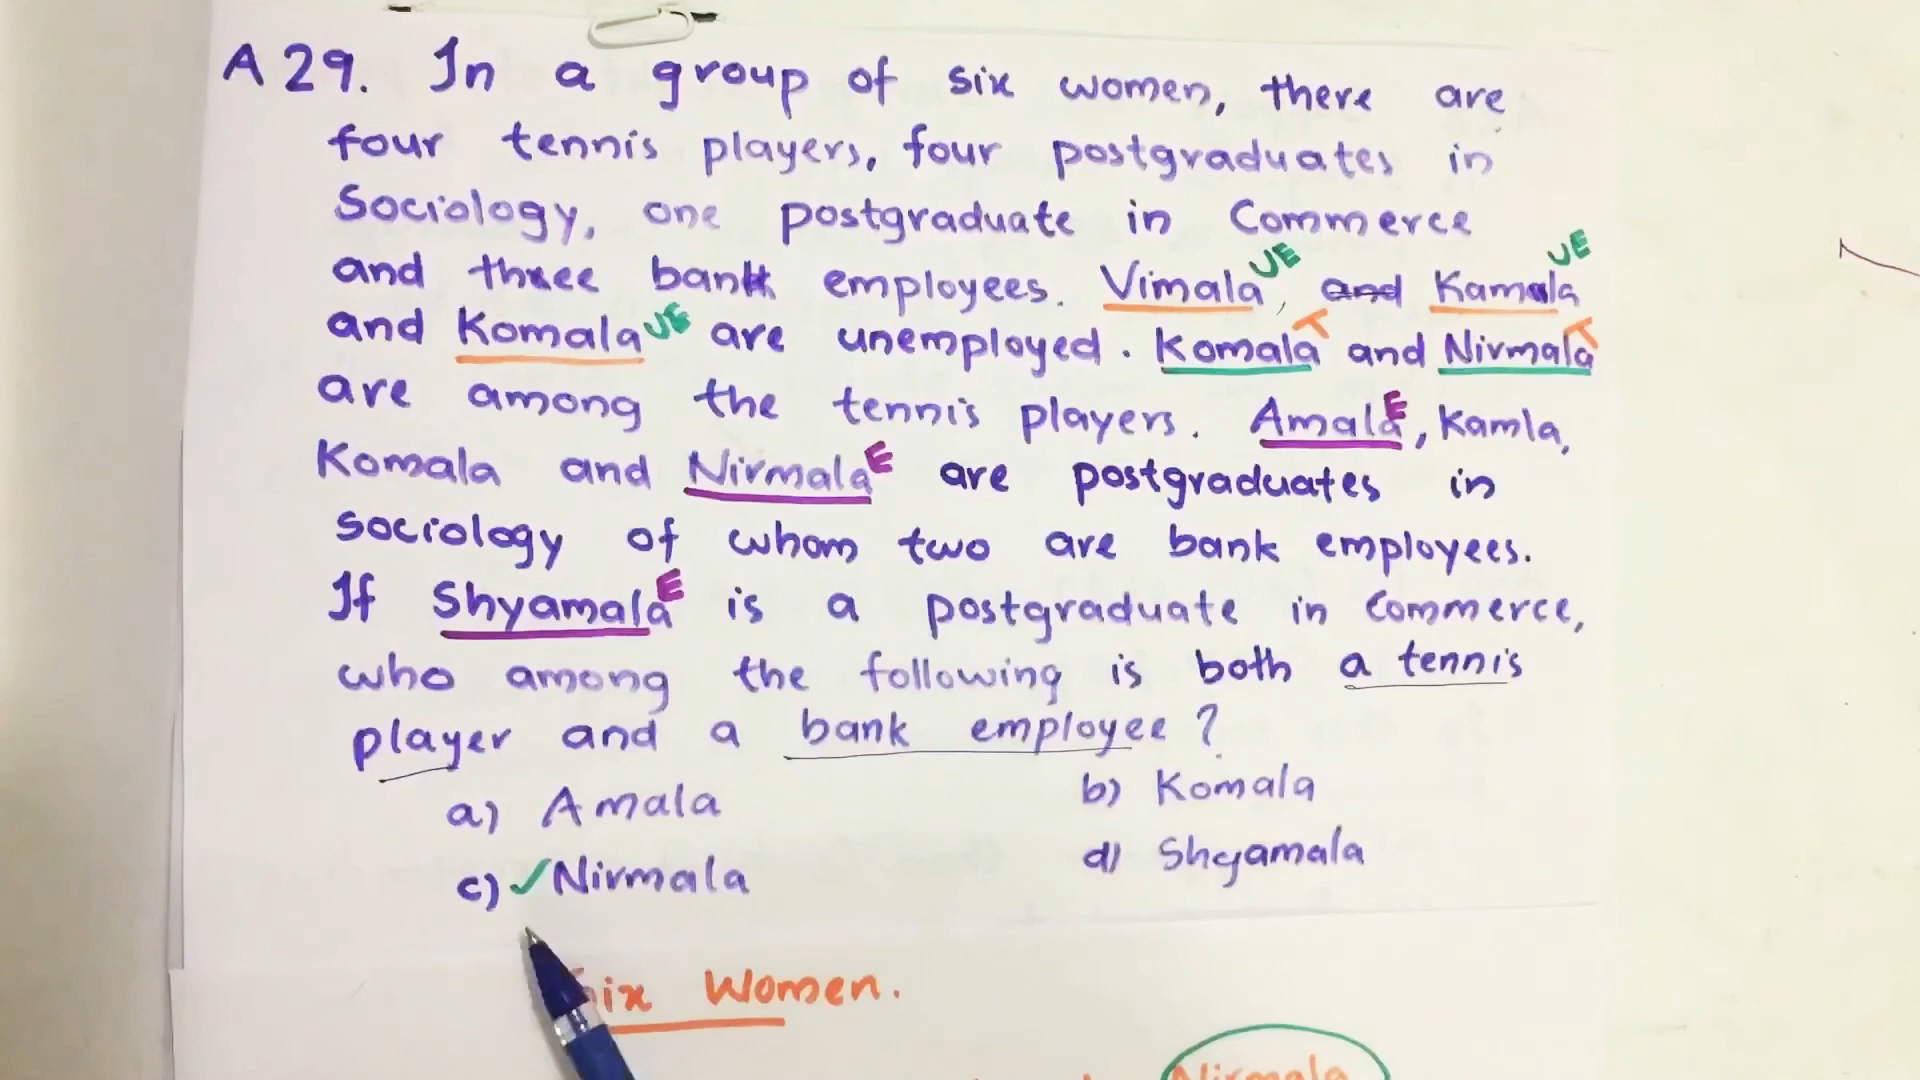 A29. In a group of six women, there are
four tennis players, four postgraduates in
Sociology, one postgraduate in Commerce
and three bank employees. Vimala UE, and Kamala UE
and Komala UE are unemployed. Komala T and Nirmala T
are among the tennis players. Amala E, Kamla,
Komala and Nirmala E are postgraduates in
sociology of whom two are bank employees.
If Shyamala E is a postgraduate in Commerce,
who among the following is both a tennis
player and a bank employee?
a) Amala b) Komala
c) ✓Nirmala d) Shyamala
Six Women.
Nirmala